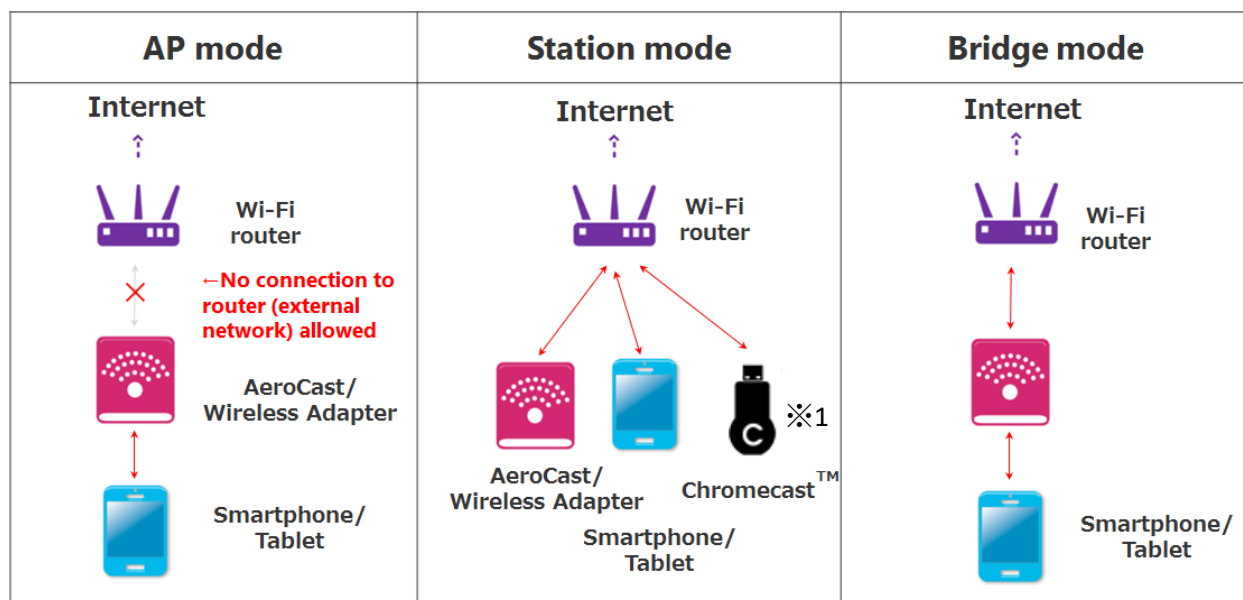 AP mode
Station mode
Bridge mode
Internet
Wi-Fi
router
←No connection to
router (external
network) allowed
AeroCast/
Wireless Adapter
Smartphone/
Tablet
Internet
Wi-Fi
router
C
※1
AeroCast/
Wireless Adapter
Chromecast™
Smartphone/
Tablet
Internet
Wi-Fi
router
Smartphone/
Tablet